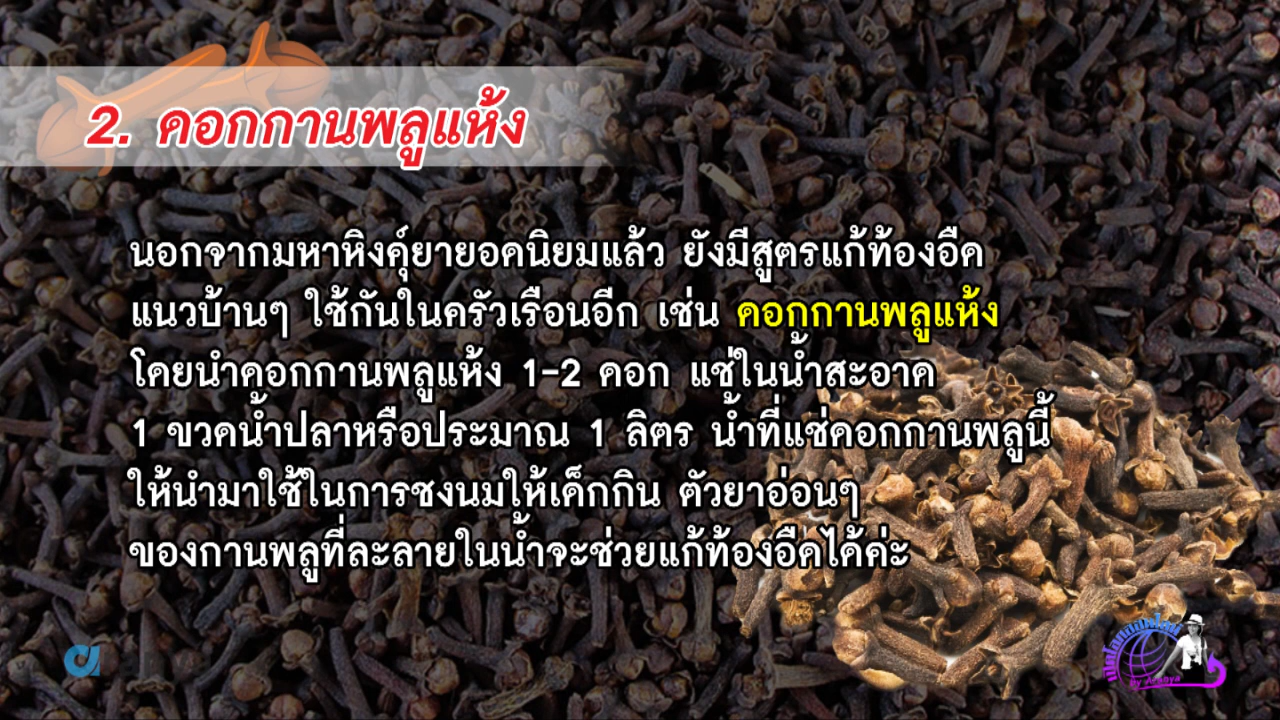 2. ดอกกานพลูแห้ง
นอกจากมหาหิงคุ์ยายอดนิยมแล้ว ยังมีสูตรแก้ท้องอืด
แนวบ้านๆ ใช้กันในครัวเรือนอีก เช่น ดอกกานพลูแห้ง
โดยนำดอกกานพลูแห้ง 1-2 ดอก แช่ในน้ำสะอาด
1 ขวดน้ำปลาหรือประมาณ 1 ลิตร น้ำที่แช่ดอกกานพลูนี้
ให้นำมาใช้ในการชงนมให้เด็กกิน ตัวยาอ่อนๆ
ของกานพลูที่ละลายในน้ำจะช่วยแก้ท้องอืดได้ค่ะ